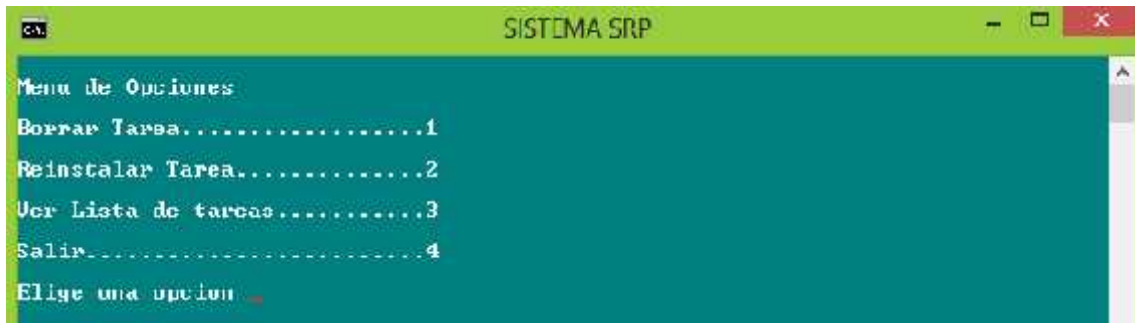 C:\.
SISTEMA SRP
Menu de Opciones
Borrar Tarea..................1
Reinstalar Tarea..............2
Ver Lista de tareas...........3
Salir.........................4
Elige una opcion _